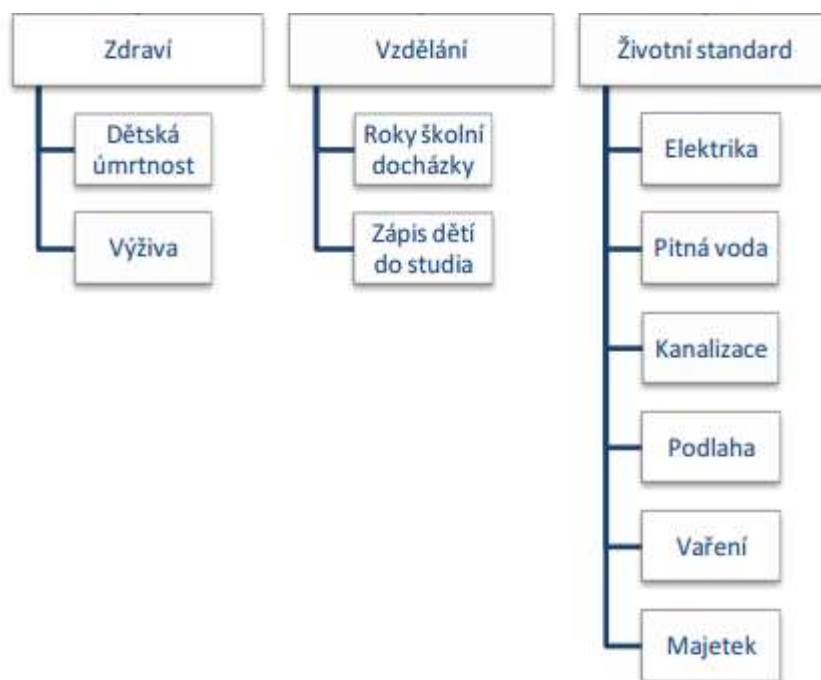 Zdraví
Dětská
úmrtnost
Výživa
Vzdělání
Roky školní
docházky
Zápis dětí
do studia
Životní standard
Elektrika
Pitná voda
Kanalizace
Podlaha
Vaření
Majetek